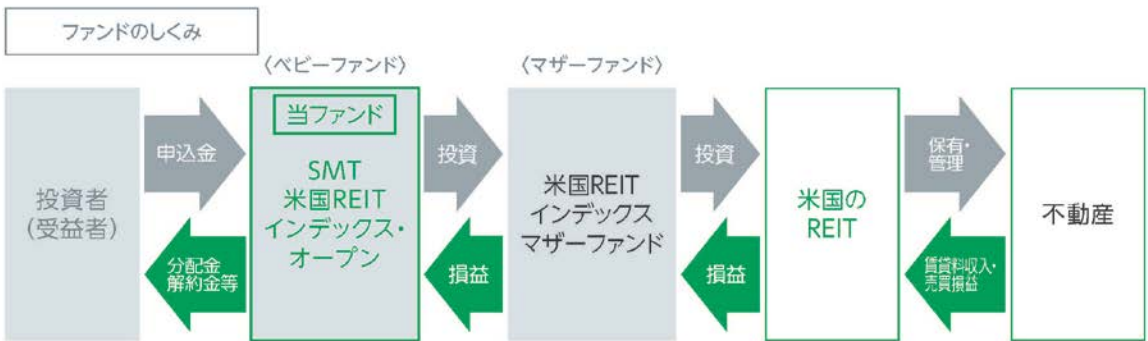 ファンドのしくみ
〈ベビーファンド〉
〈マザーファンド〉
投資者
(受益者)
申込金
分配金
解約金等
当ファンド
SMT
米国REIT
インデックス・
オープン
投資
損益
米国REIT
インデックス
マザーファンド
投資
損益
米国の
REIT
保有・
管理
賃貸料収入・
売買損益
不動産